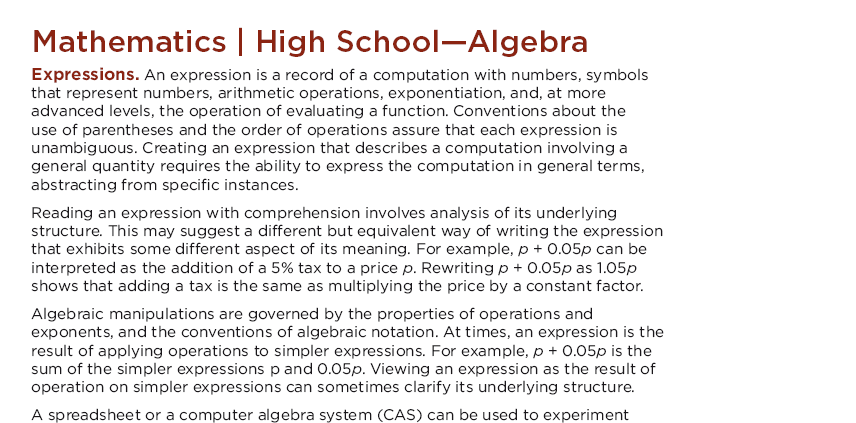 Mathematics | High School—Algebra
Expressions. An expression is a record of a computation with numbers, symbols
that represent numbers, arithmetic operations, exponentiation, and, at more
advanced levels, the operation of evaluating a function. Conventions about the
use of parentheses and the order of operations assure that each expression is
unambiguous. Creating an expression that describes a computation involving a
general quantity requires the ability to express the computation in general terms,
abstracting from specific instances.
Reading an expression with comprehension involves analysis of its underlying
structure. This may suggest a different but equivalent way of writing the expression
that exhibits some different aspect of its meaning. For example, p + 0.05p can be
interpreted as the addition of a 5% tax to a price p. Rewriting p + 0.05p as 1.05p
shows that adding a tax is the same as multiplying the price by a constant factor.
Algebraic manipulations are governed by the properties of operations and
exponents, and the conventions of algebraic notation. At times, an expression is the
result of applying operations to simpler expressions. For example, p + 0.05p is the
sum of the simpler expressions p and 0.05p. Viewing an expression as the result of
operation on simpler expressions can sometimes clarify its underlying structure.
A spreadsheet or a computer algebra system (CAS) can be used to experiment